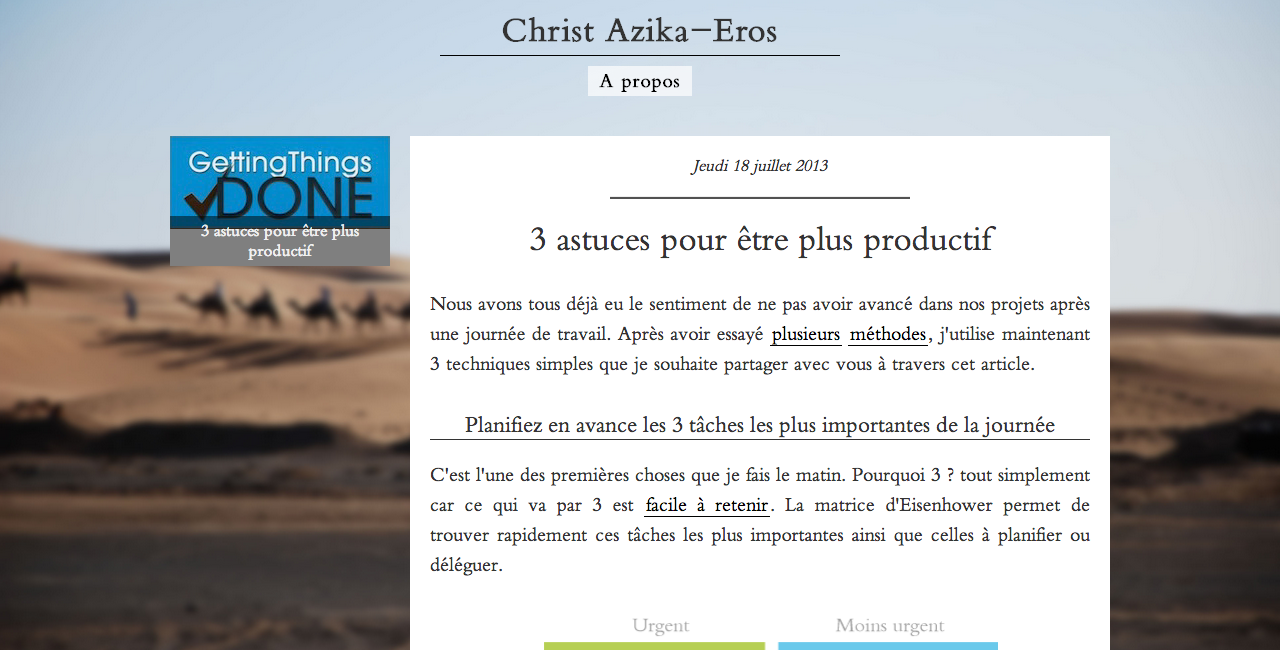 Christ Azika-Eros
A propos
GettingThings
DONE
3 astuces pour être plus
productif
Jeudi 18 juillet 2013
3 astuces pour être plus productif
Nous avons tous déjà eu le sentiment de ne pas avoir avancé dans nos projets après
une journée de travail. Après avoir essayé plusieurs méthodes, j'utilise maintenant
3 techniques simples que je souhaite partager avec vous à travers cet article.
Planifiez en avance les 3 tâches les plus importantes de la journée
C'est l'une des premières choses que je fais le matin. Pourquoi 3 ? tout simplement
car ce qui va par 3 est facile à retenir. La matrice d'Eisenhower permet de
trouver rapidement ces tâches les plus importantes ainsi que celles à planifier ou
déléguer.
Urgent Moins urgent